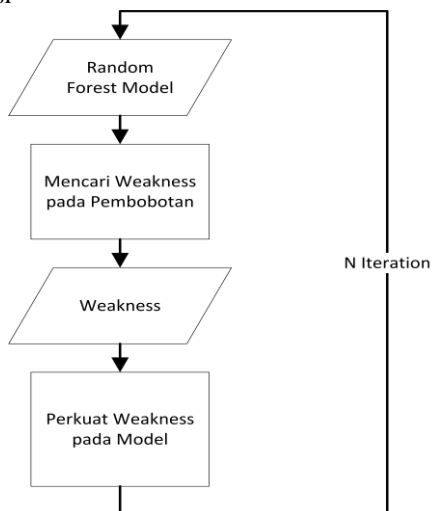 Random
Forest Model
Mencari Weakness
pada Pembobotan
N Iteration
Weakness
Perkuat Weakness
pada Model